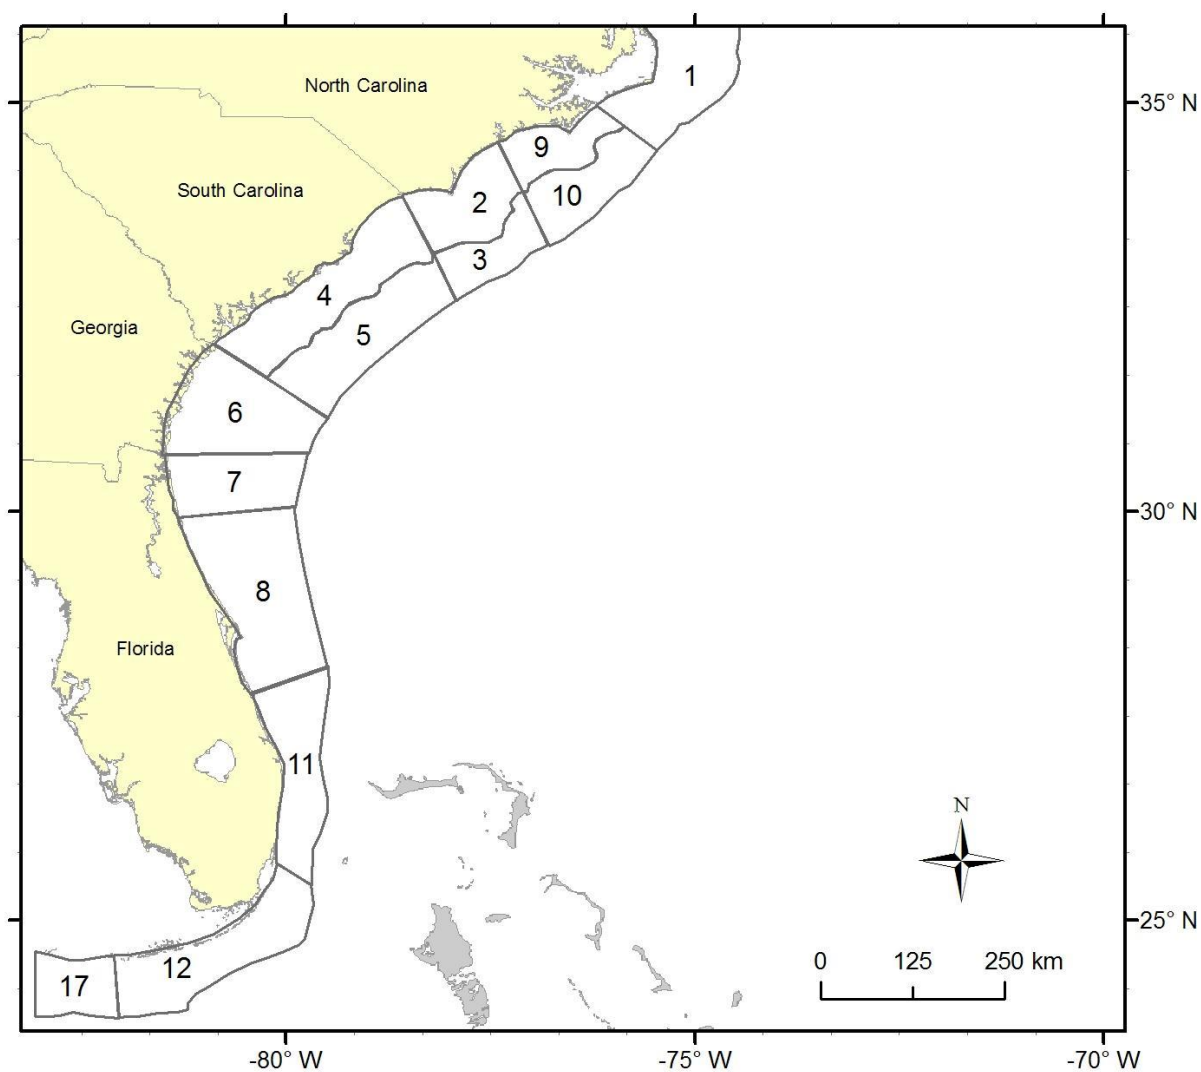 North Carolina
1
35° N
9
South Carolina
2
10
3
4
Georgia
5
6
7
30° N
8
Florida
11
N
25° N
12
0 125 250 km
17
-80° W -75° W -70° W